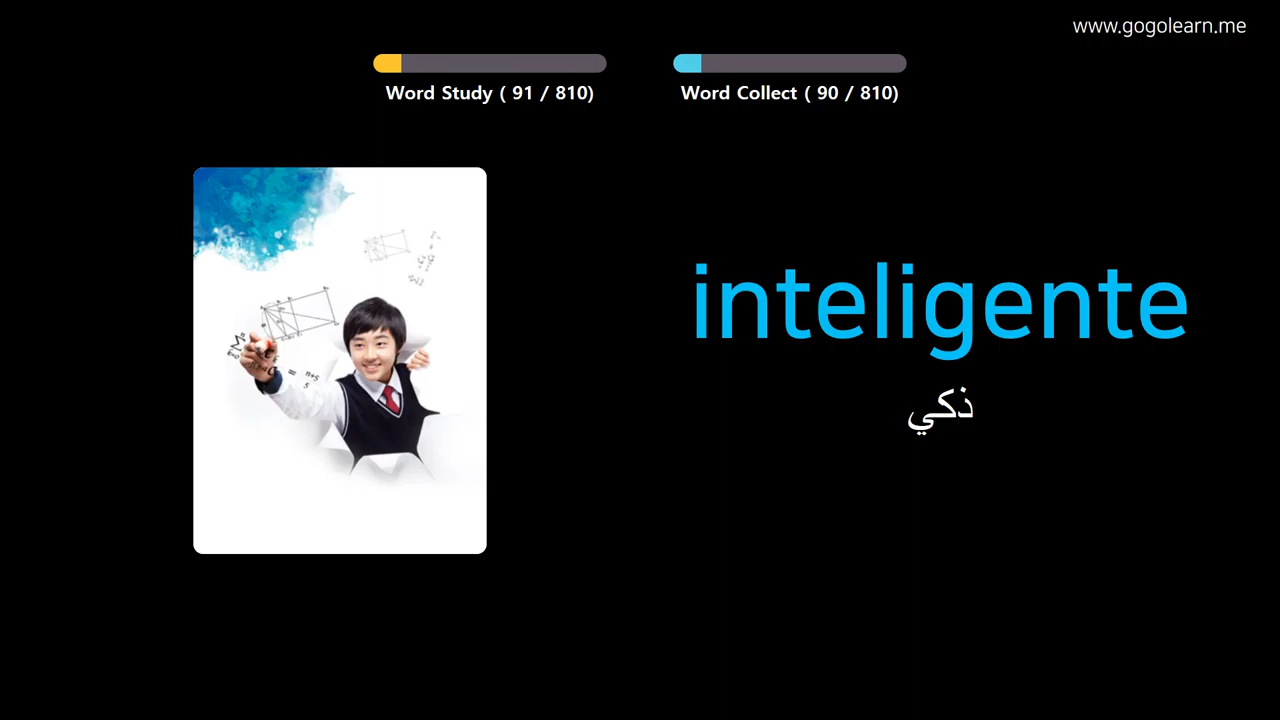 www.gogolearn.me
Word Study ( 91 / 810)
Word Collect ( 90 / 810)
inteligente
ذكي